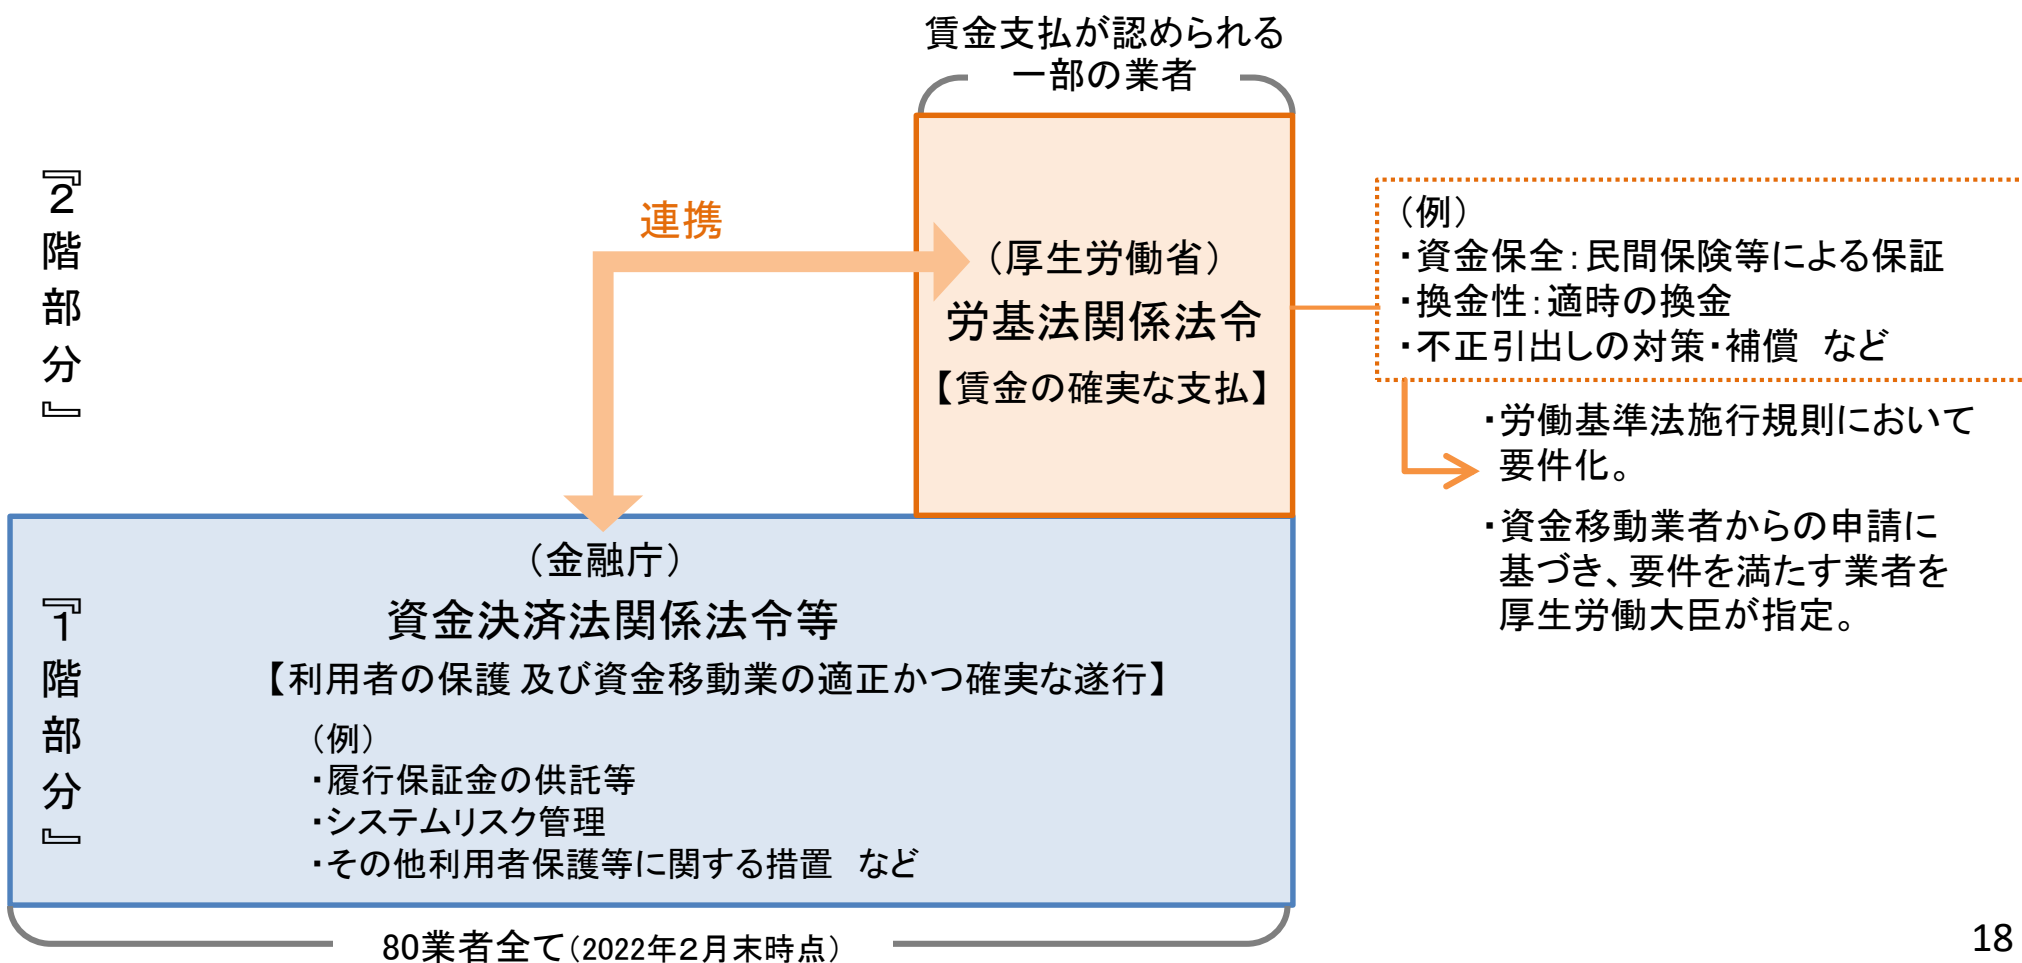 賃金支払が認められる
一部の業者
『2階部分』
連携
（厚生労働省）
労基法関係法令
【賃金の確実な支払】
（例）
・資金保全：民間保険等による保証
・換金性：適時の換金
・不正引出しの対策・補償　など
・労働基準法施行規則において
要件化。
・資金移動業者からの申請に
基づき、要件を満たす業者を
厚生労働大臣が指定。
『1階部分』
（金融庁）
資金決済法関係法令等
【利用者の保護 及び資金移動業の適正かつ確実な遂行】
（例）
・履行保証金の供託等
・システムリスク管理
・その他利用者保護等に関する措置　など
80業者全て（2022年2月末時点）
18